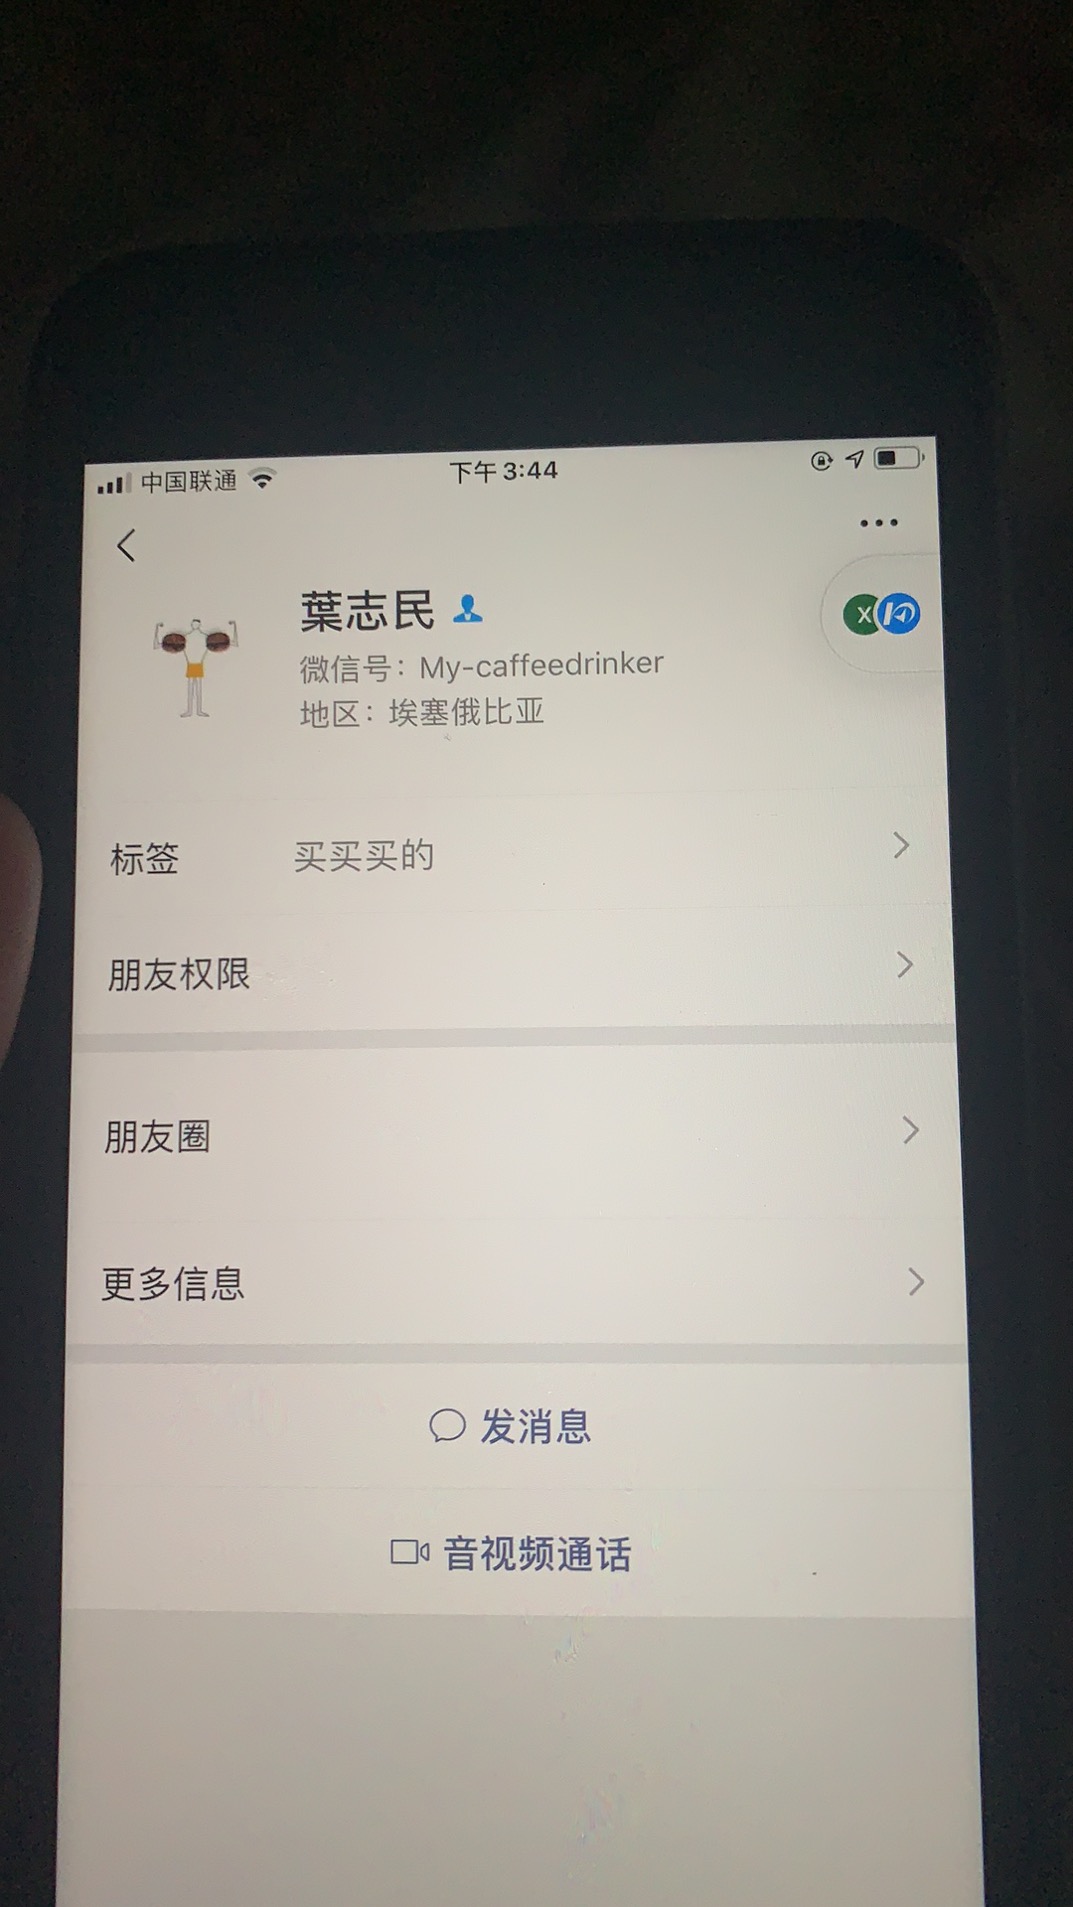 中国联通
下午3:44
葉志民
微信号：My-caffeedrinker
地区：埃塞俄比亚
X
标签 买买买的
朋友权限
朋友圈
更多信息
发消息
音视频通话